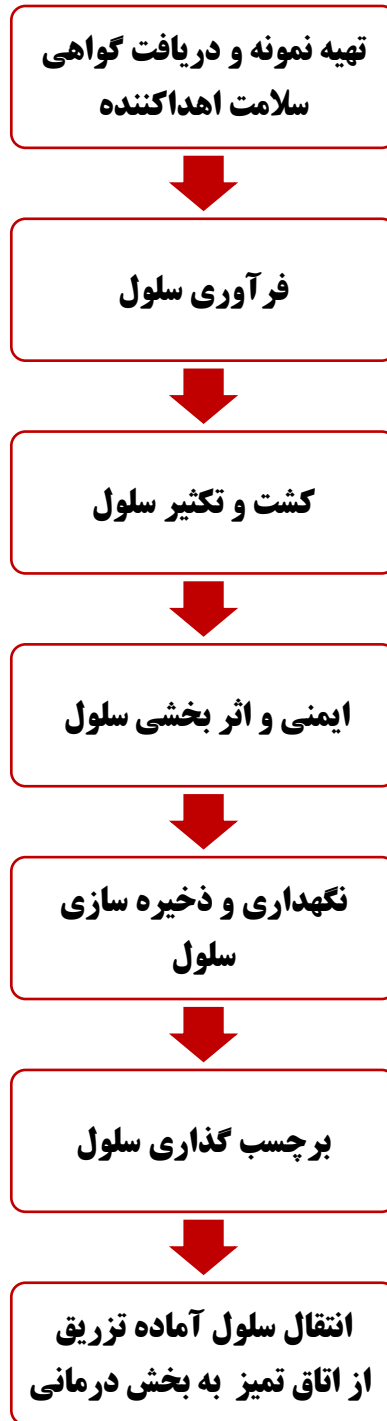 تهیه نمونه و دریافت گواهی
سلامت اهداکننده
فرآوری سلول
کشت و تکثیر سلول
ایمنی و اثر بخشی سلول
نگهداری و ذخیره سازی
سلول
برچسب گذاری سلول
انتقال سلول آماده تزریق
از اتاق تمیز به بخش درمانی